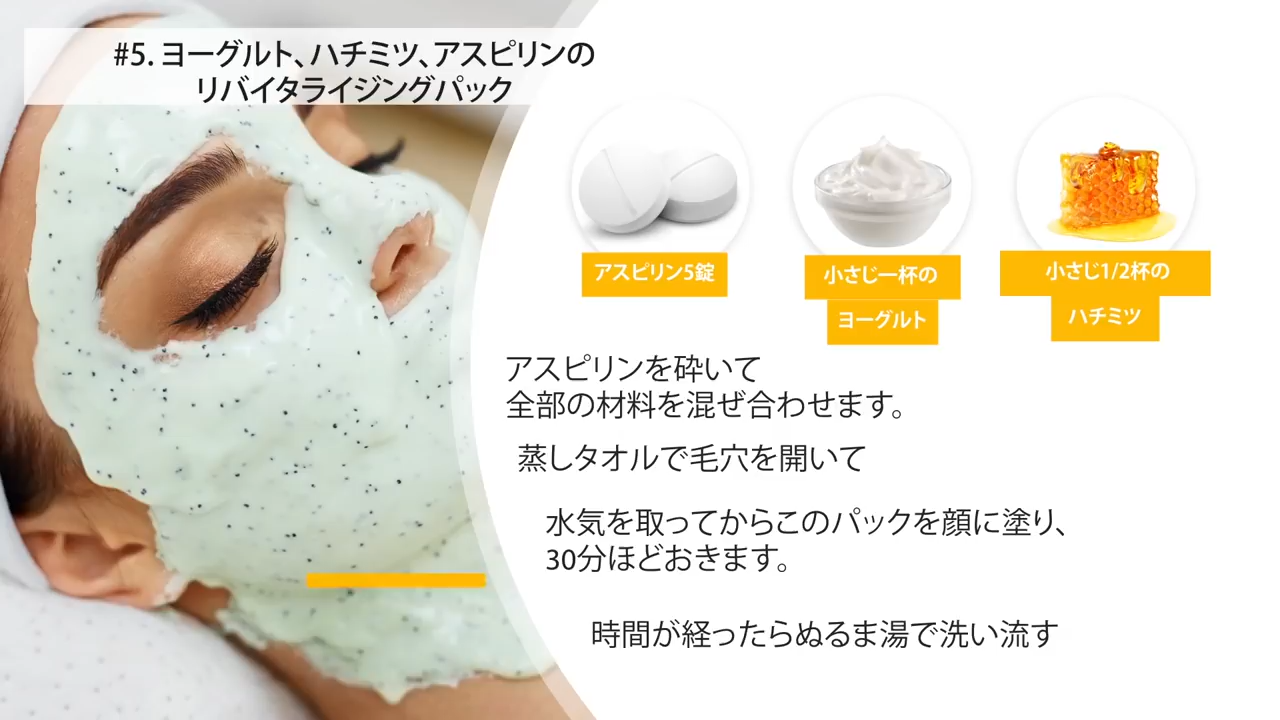 #5. ヨーグルト、ハチミツ、アスピリンの
リバイタライジングパック
アスピリン5錠
小さじ一杯の
ヨーグルト
小さじ1/2杯の
ハチミツ
アスピリンを砕いて
全部の材料を混ぜ合わせます。
蒸しタオルで毛穴を開いて
水気を取ってからこのパックを顔に塗り、
30分ほどおきます。
時間が経ったらぬるま湯で洗い流す